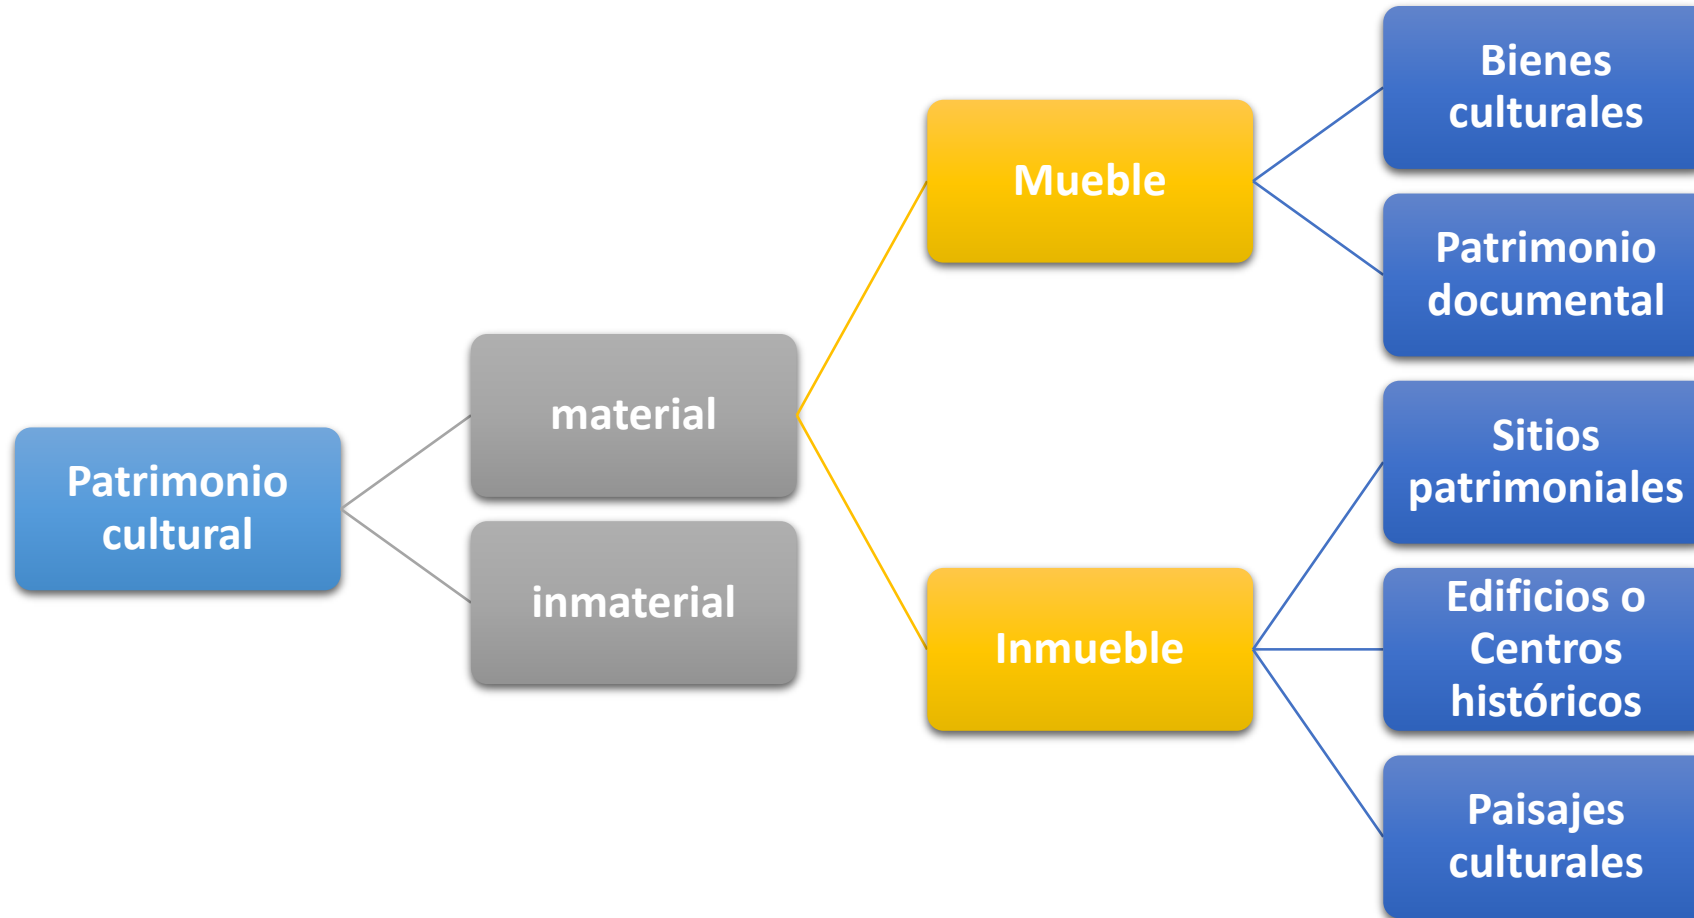 Patrimonio
cultural
material
inmaterial
Mueble
Inmueble
Bienes
culturales
Patrimonio
documental
Sitios
patrimoniales
Edificios o
Centros
históricos
Paisajes
culturales